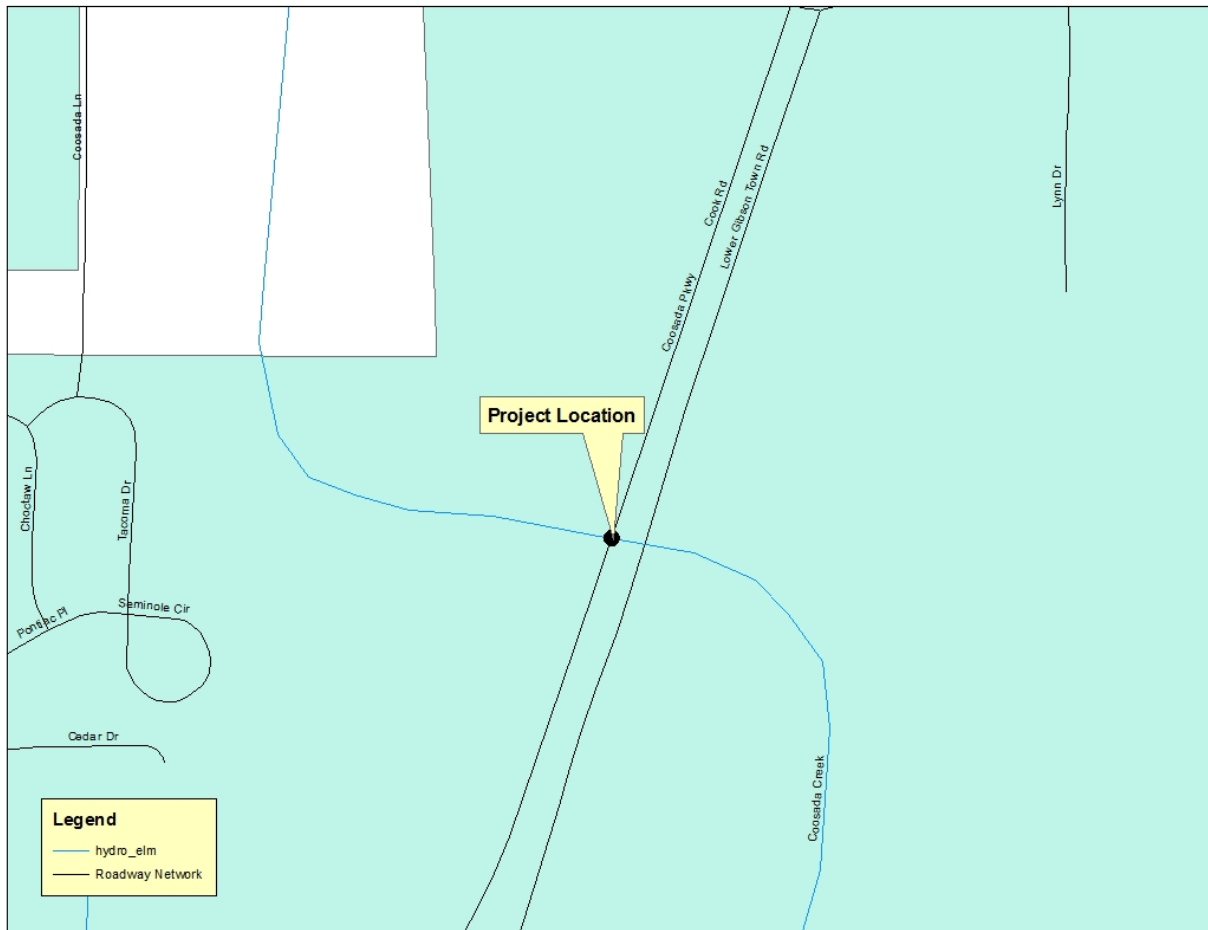 Coosada Ln
Cook Rd
Lower Gibson Town Rd
Lynn Dr
Coosada Pkwy
Project Location
Choctaw Ln
Tacoma Dr
Seminole Cir
Pontiac Pl
Cedar Dr
Coosada Creek
Legend
hydro_elm
Roadway Network